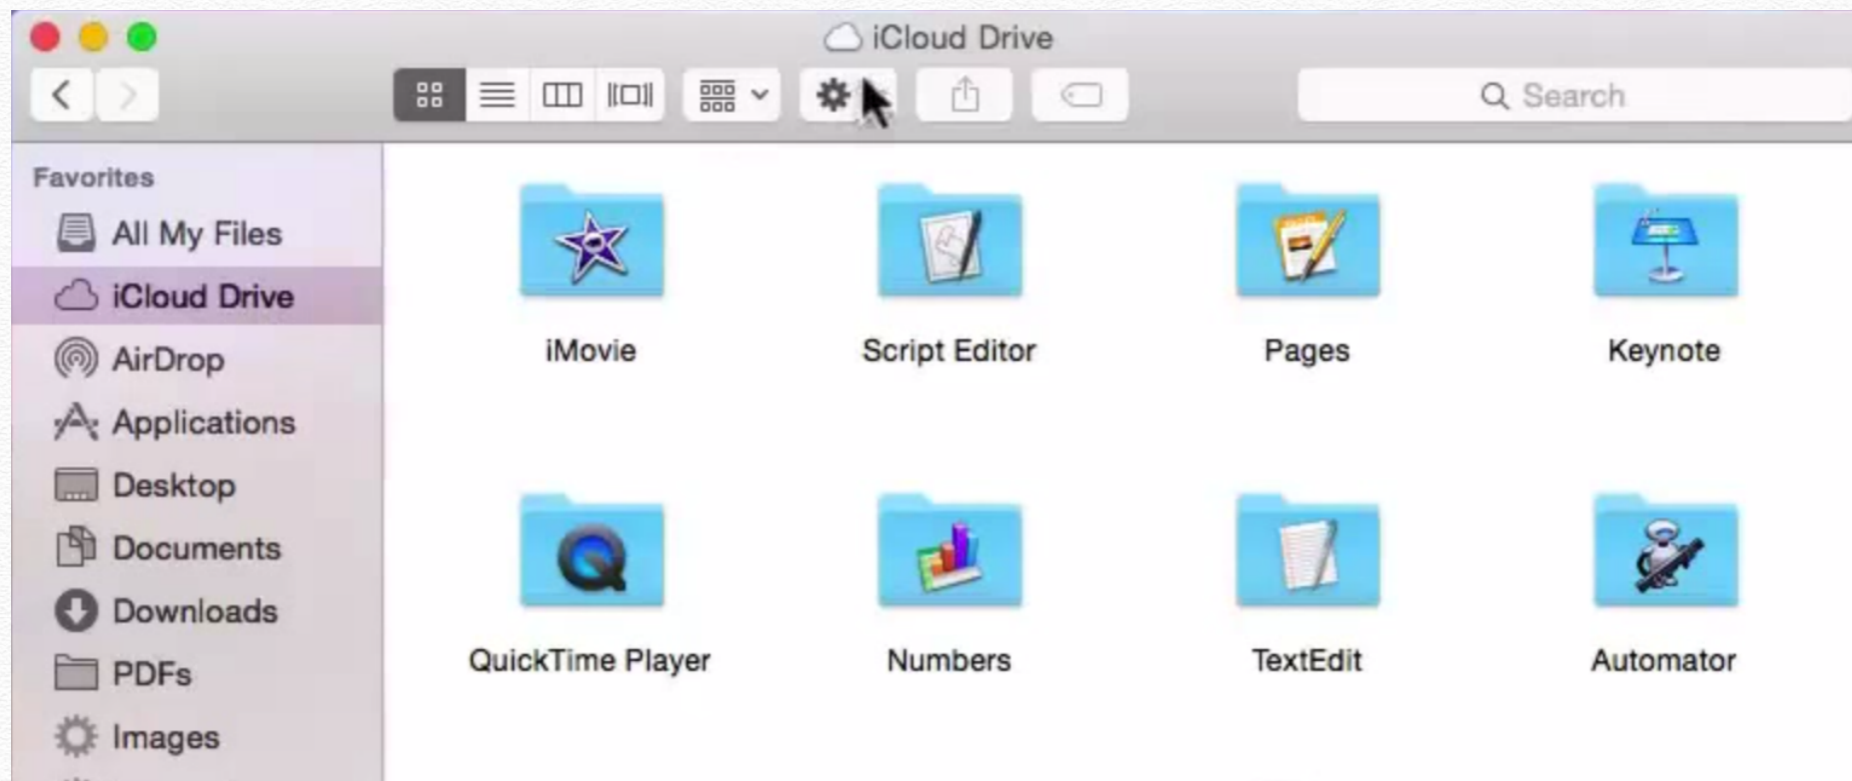 iCloud Drive
Search
Favorites
All My Files
iCloud Drive
AirDrop
Applications
Desktop
Documents
Downloads
PDFs
Images
iMovie
Script Editor
Pages
Keynote
QuickTime Player
Numbers
TextEdit
Automator